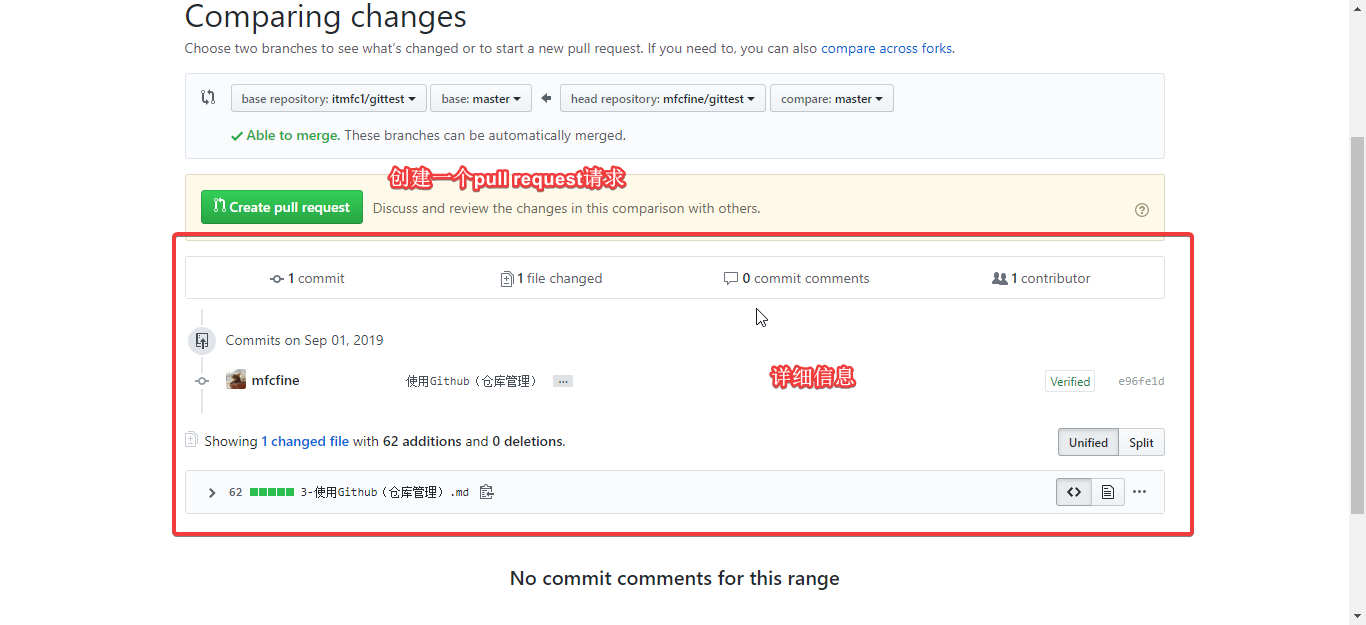 Comparing changes
Choose two branches to see what's changed or to start a new pull request. If you need to, you can also compare across forks.
base repository: itmfc1/gittest base: master head repository: mfcfine/gittest compare: master
Able to merge. These branches can be automatically merged.
创建一个pull request请求
Create pull request Discuss and review the changes in this comparison with others.
1 commit 1 file changed 0 commit comments 1 contributor
Commits on Sep 01, 2019
mfcfine 使用Github（仓库管理） ... Verified e96fe1d
详细信息
Showing 1 changed file with 62 additions and 0 deletions. Unified Split
62 3-使用Github（仓库管理）.md
No commit comments for this range